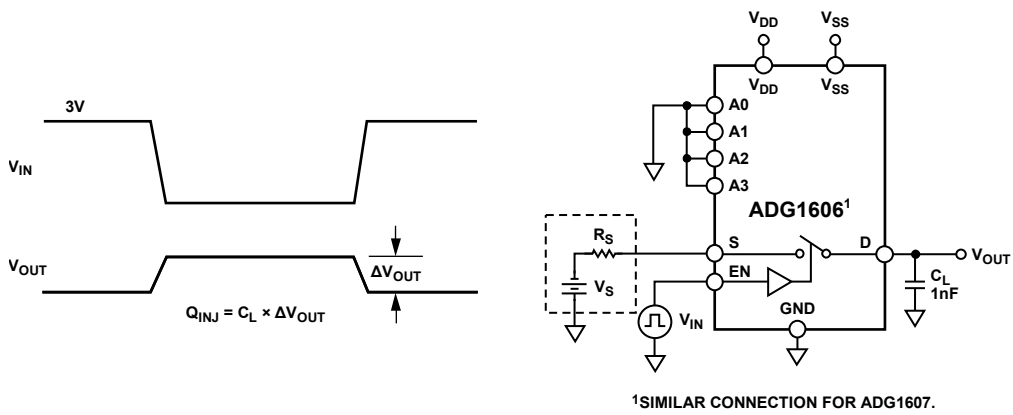 3V
VIN
VOUT
ΔVOUT
QINJ = CL × ΔVOUT
VDD
VSS
VDD
VSS
A0
A1
A2
A3
ADG1606¹
RS
S
D
VOUT
EN
VS
CL
1nF
GND
VIN
¹SIMILAR CONNECTION FOR ADG1607.